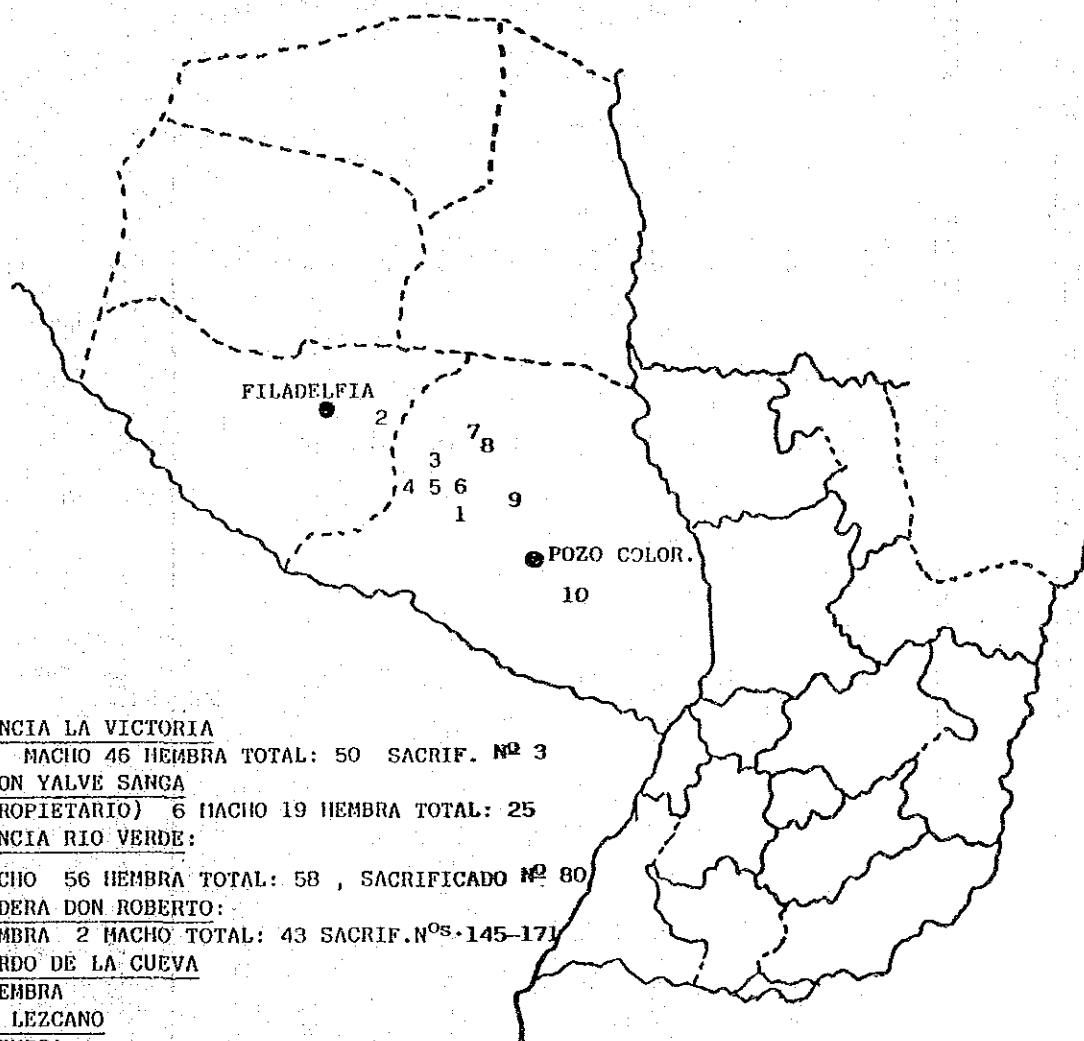 FILADELFIA
2
7
8
3
4 5 6
9
1
POZO COLOR.
10
NCIA LA VICTORIA
MACHO 46 HEMBRA TOTAL: 50 SACRIF. Nº 3
ON YALVE SANGA
ROPIETARIO) 6 MACHO 19 HEMBRA TOTAL: 25
NCIA RIO VERDE:
CHO 56 HEMBRA TOTAL: 58 , SACRIFICADO Nº 80
DERA DON ROBERTO:
MBRA 2 MACHO TOTAL: 43 SACRIF.Nos.145-171
RDO DE LA CUEVA
EMBRA
LEZCANO